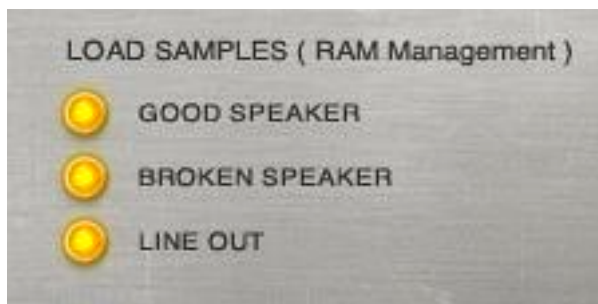 LOAD SAMPLES ( RAM Management )
GOOD SPEAKER
BROKEN SPEAKER
LINE OUT